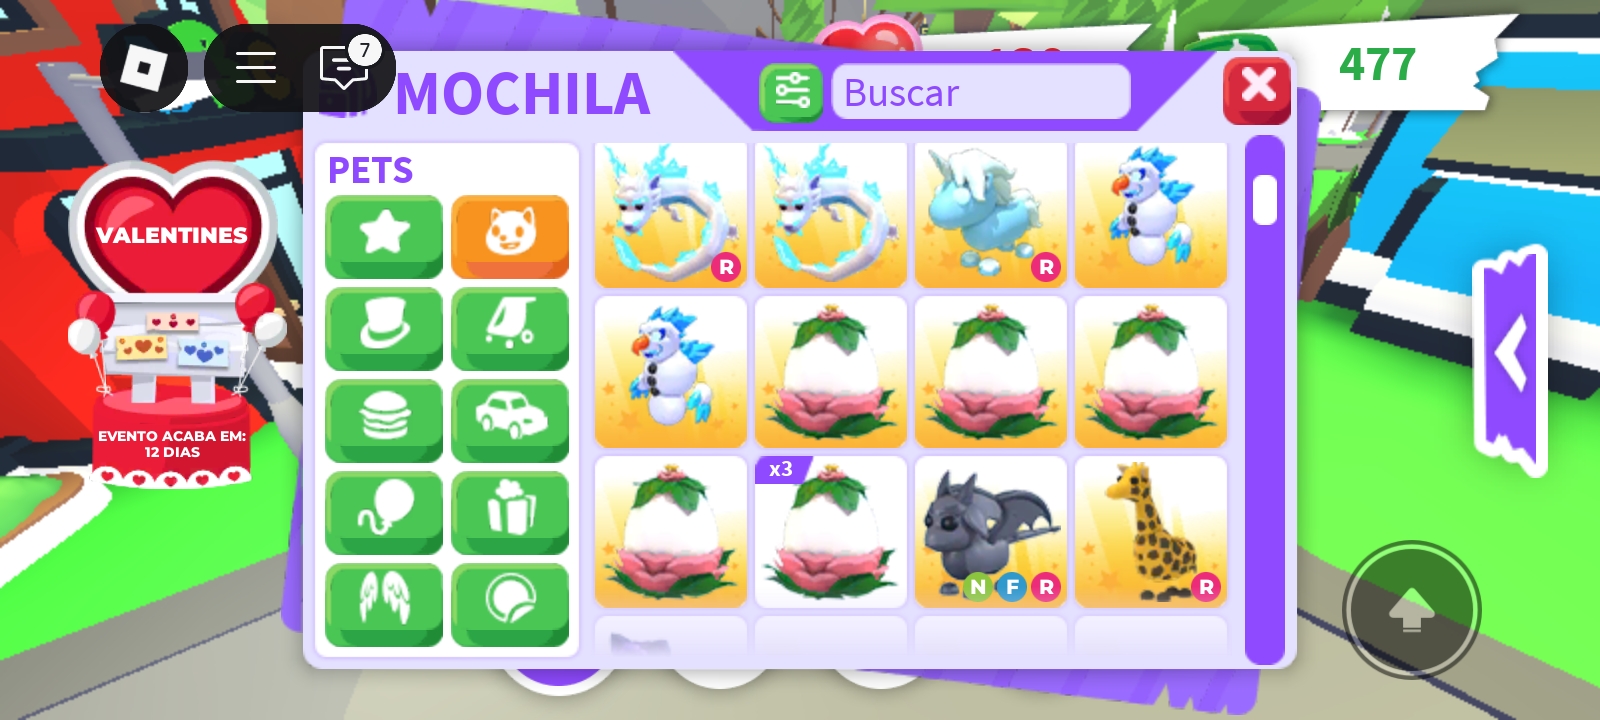 7
MOCHILA
Buscar
477
PETS
VALENTINES
EVENTO ACABA EM:
12 DIAS
R
R
x3
N F R
R